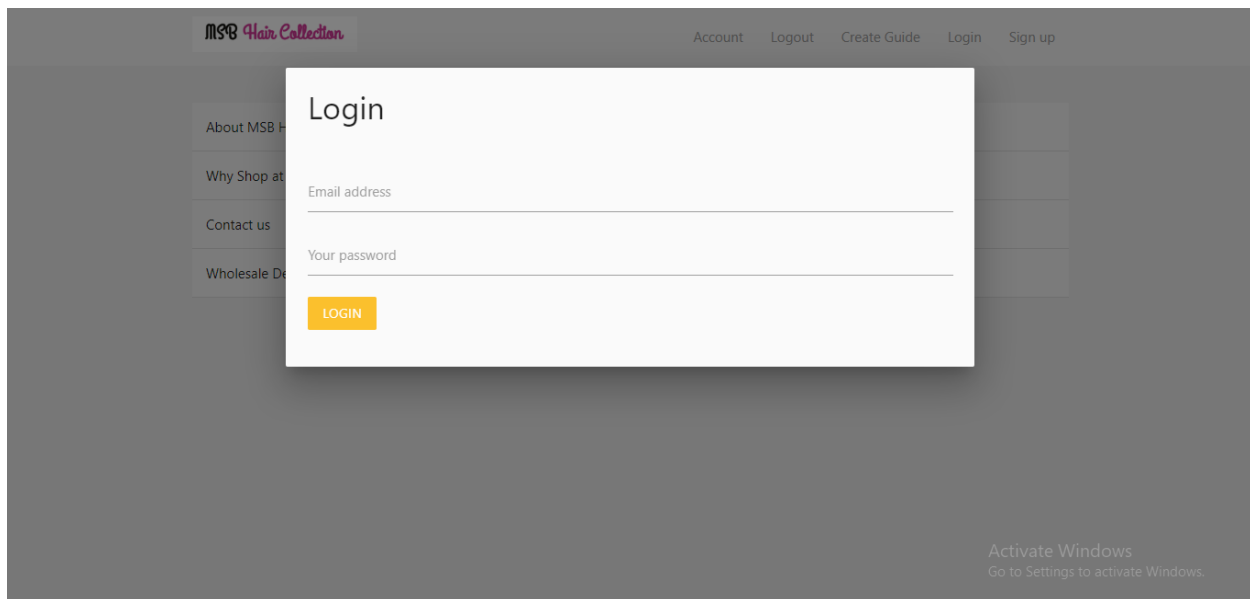 MSB Hair Collection
Account Logout Create Guide Login Sign up
Login
About MSB H
Why Shop at
Contact us
Wholesale De
Email address
Your password
LOGIN
Activate Windows
Go to Settings to activate Windows.